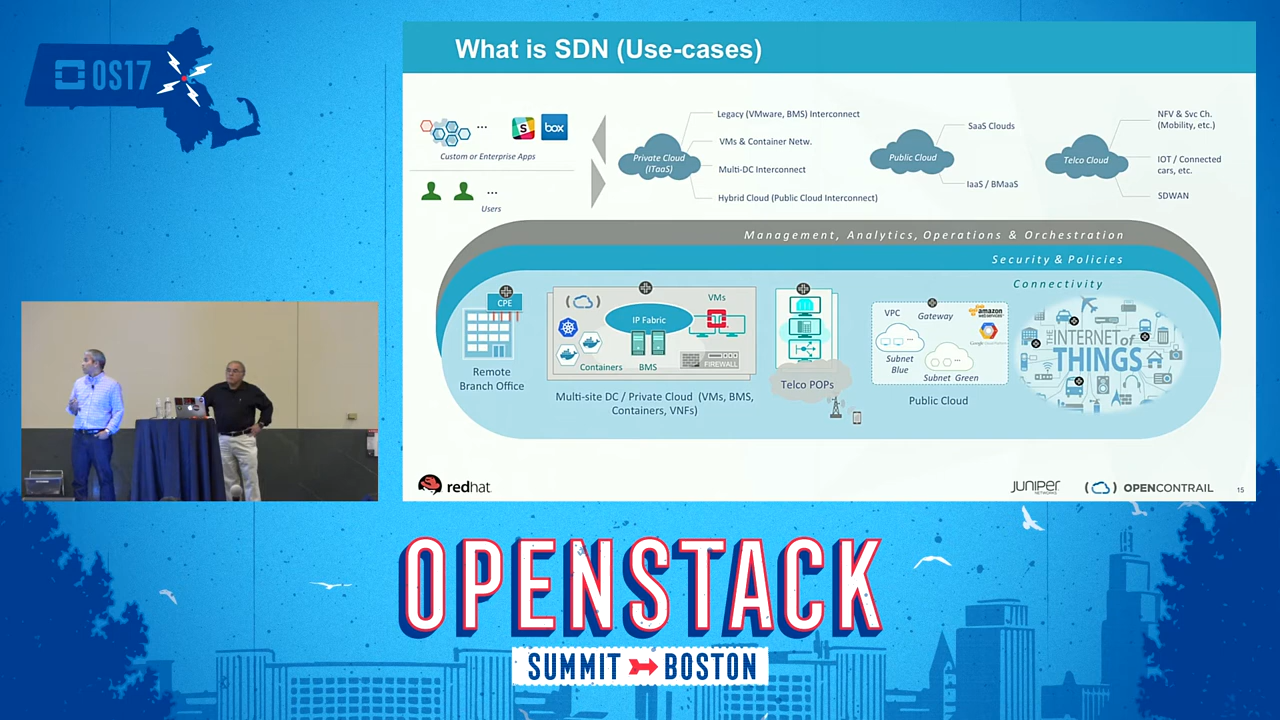 OS17
What is SDN (Use-cases)
...
box
Custom or Enterprise Apps
...
Users
Private Cloud
(ITaaS)
Legacy (VMware, BMS) Interconnect
VMs & Container Netw.
Multi-DC Interconnect
Hybrid Cloud (Public Cloud Interconnect)
Public Cloud
SaaS Clouds
IaaS / BMaaS
Telco Cloud
NFV & Svc Ch.
(Mobility, etc.)
IOT / Connected
cars, etc.
SDWAN
Management, Analytics, Operations & Orchestration
Security & Policies
Connectivity
CPE
Remote
Branch Office
IP Fabric
VMs
Containers
BMS
FIREWALL
Multi-site DC / Private Cloud (VMs, BMS,
Containers, VNFs)
Telco POPs
VPC
Gateway
amazon
Subnet
Blue
Subnet Green
Public Cloud
THE
INTERNET of
THINGS
redhat.
JUNIPER
NETWORKS
OPENCONTRAIL
15
OPENSTACK
SUMMIT
BOSTON